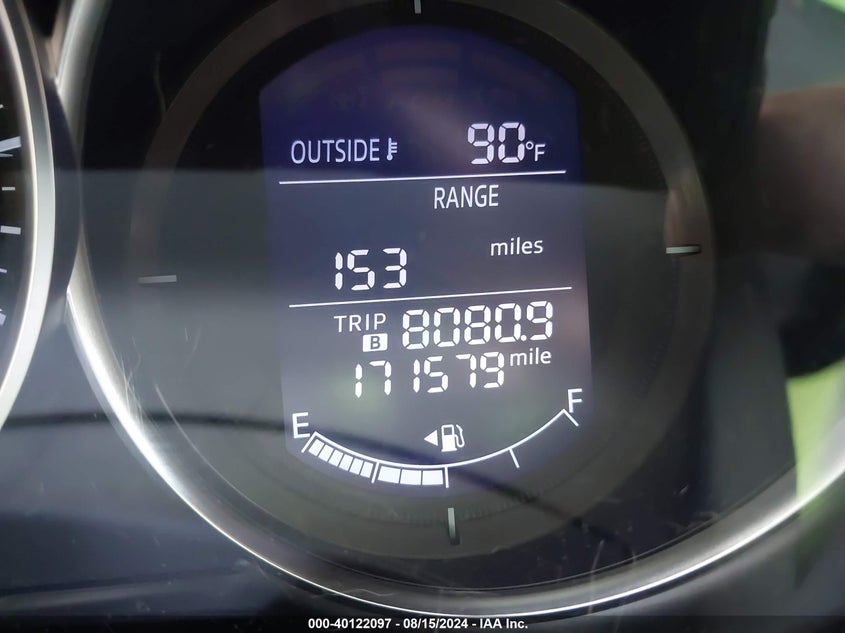 OUTSIDE 90°F
RANGE
153 miles
TRIP B 8080.9
171579 mile
E F
000-40122097 - 08/15/2024 - IAA Inc.